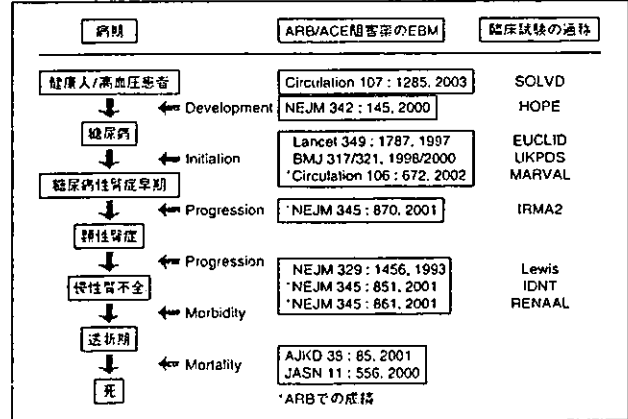 病期 ARB/ACE阻害薬のEBM 臨床試験の通称
健康人/高血圧患者 Circulation 107 : 1285, 2003 SOLVD
Development NEJM 342 : 145, 2000 HOPE
糖尿病 Lancet 349 : 1787, 1997 EUCLID
Initiation BMJ 317/321, 1998/2000 UKPDS
糖尿病性腎症早期 *Circulation 106 : 672, 2002 MARVAL
Progression *NEJM 345 : 870, 2001 IRMA2
顕性腎症
Progression NEJM 329 : 1456, 1993 Lewis
慢性腎不全 *NEJM 345 : 851, 2001 IDNT
Morbidity *NEJM 345 : 861, 2001 RENAAL
透析期 AJKD 38 : 85, 2001
Mortality JASN 11 : 556, 2000
死 *ARBでの成績